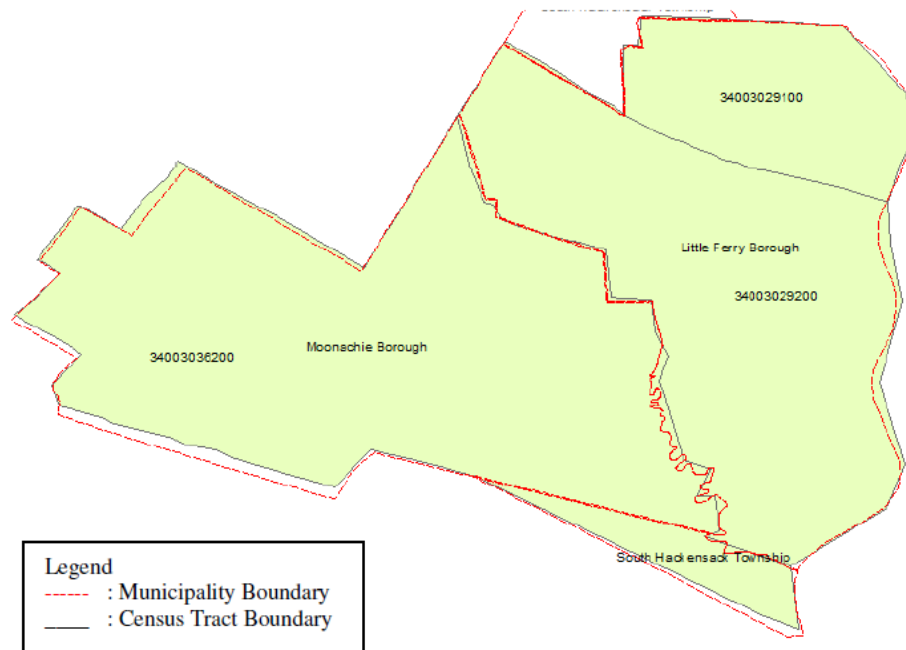 34003029100
Little Ferry Borough
34003029200
Moonachie Borough
34003036200
South Hackensack Township
Legend
: Municipality Boundary
: Census Tract Boundary